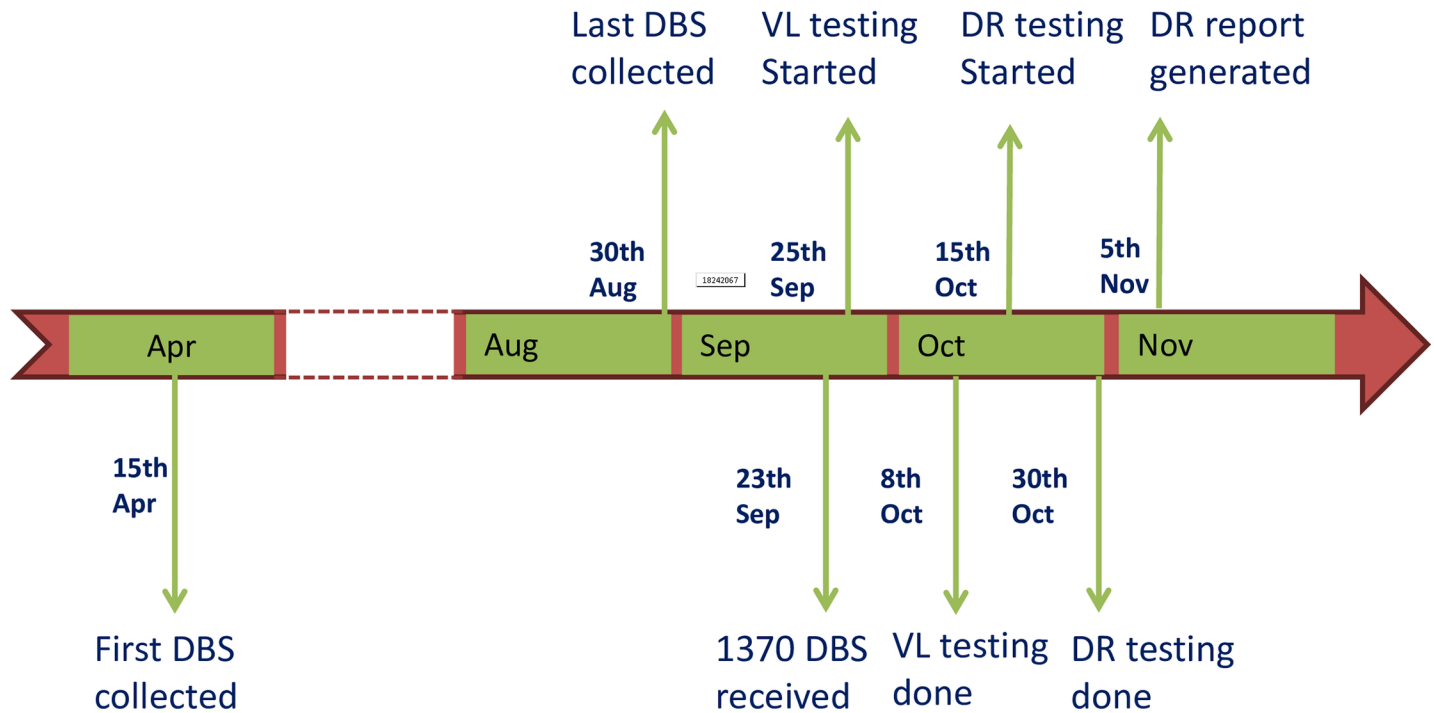 Last DBS
collected
VL testing
Started
DR testing
Started
DR report
generated
30th
Aug
18242067
25th
Sep
15th
Oct
5th
Nov
Apr
Aug
Sep
Oct
Nov
15th
Apr
23th
Sep
8th
Oct
30th
Oct
First DBS
collected
1370 DBS
received
VL testing
done
DR testing
done